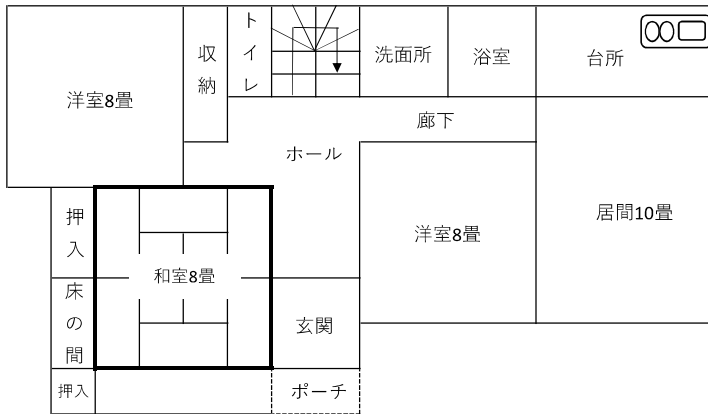 洋室8畳
収納
トイレ
洗面所
浴室
台所
廊下
ホール
居間10畳
洋室8畳
押入
和室8畳
床の間
玄関
押入
ポーチ